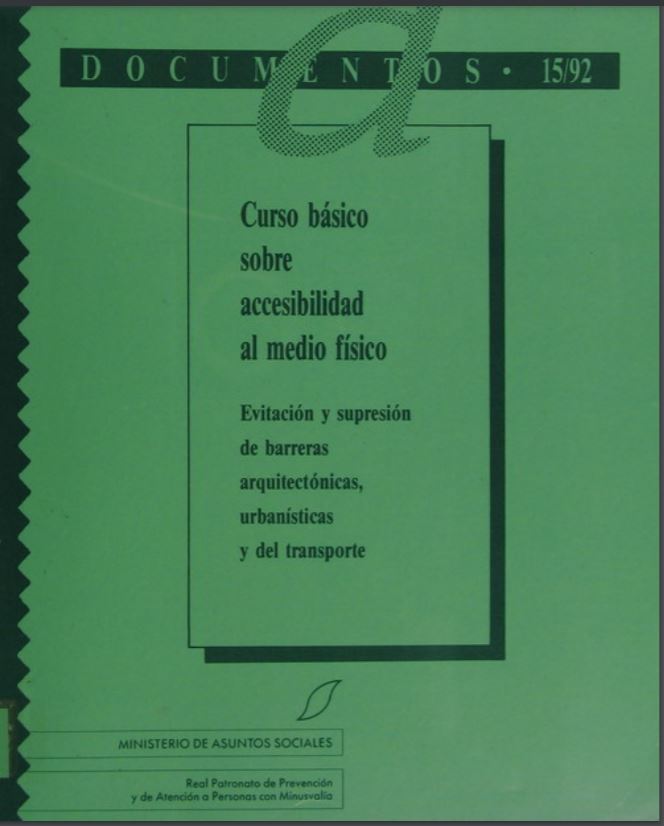 DOCUMENTOS · 15/92
a
Curso básico
sobre
accesibilidad
al medio físico
Evitación y supresión
de barreras
arquitectónicas,
urbanísticas
y del transporte
MINISTERIO DE ASUNTOS SOCIALES
Real Patronato de Prevención
y de Atención a Personas con Minusvalía